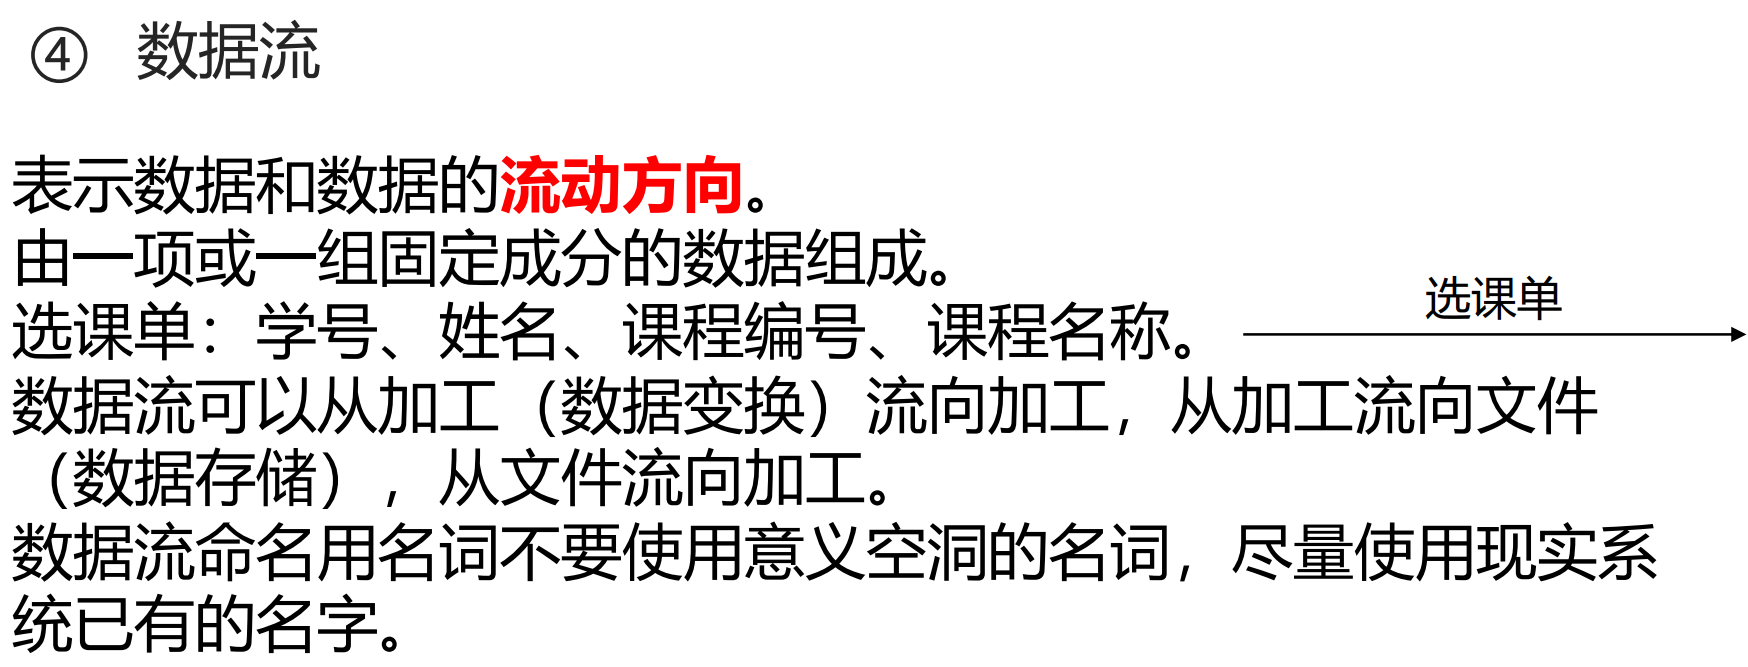 ④ 数据流
表示数据和数据的流动方向。
由一项或一组固定成分的数据组成。
选课单：学号、姓名、课程编号、课程名称。
选课单
数据流可以从加工（数据变换）流向加工，从加工流向文件
（数据存储），从文件流向加工。
数据流命名用名词不要使用意义空洞的名词，尽量使用现实系
统已有的名字。